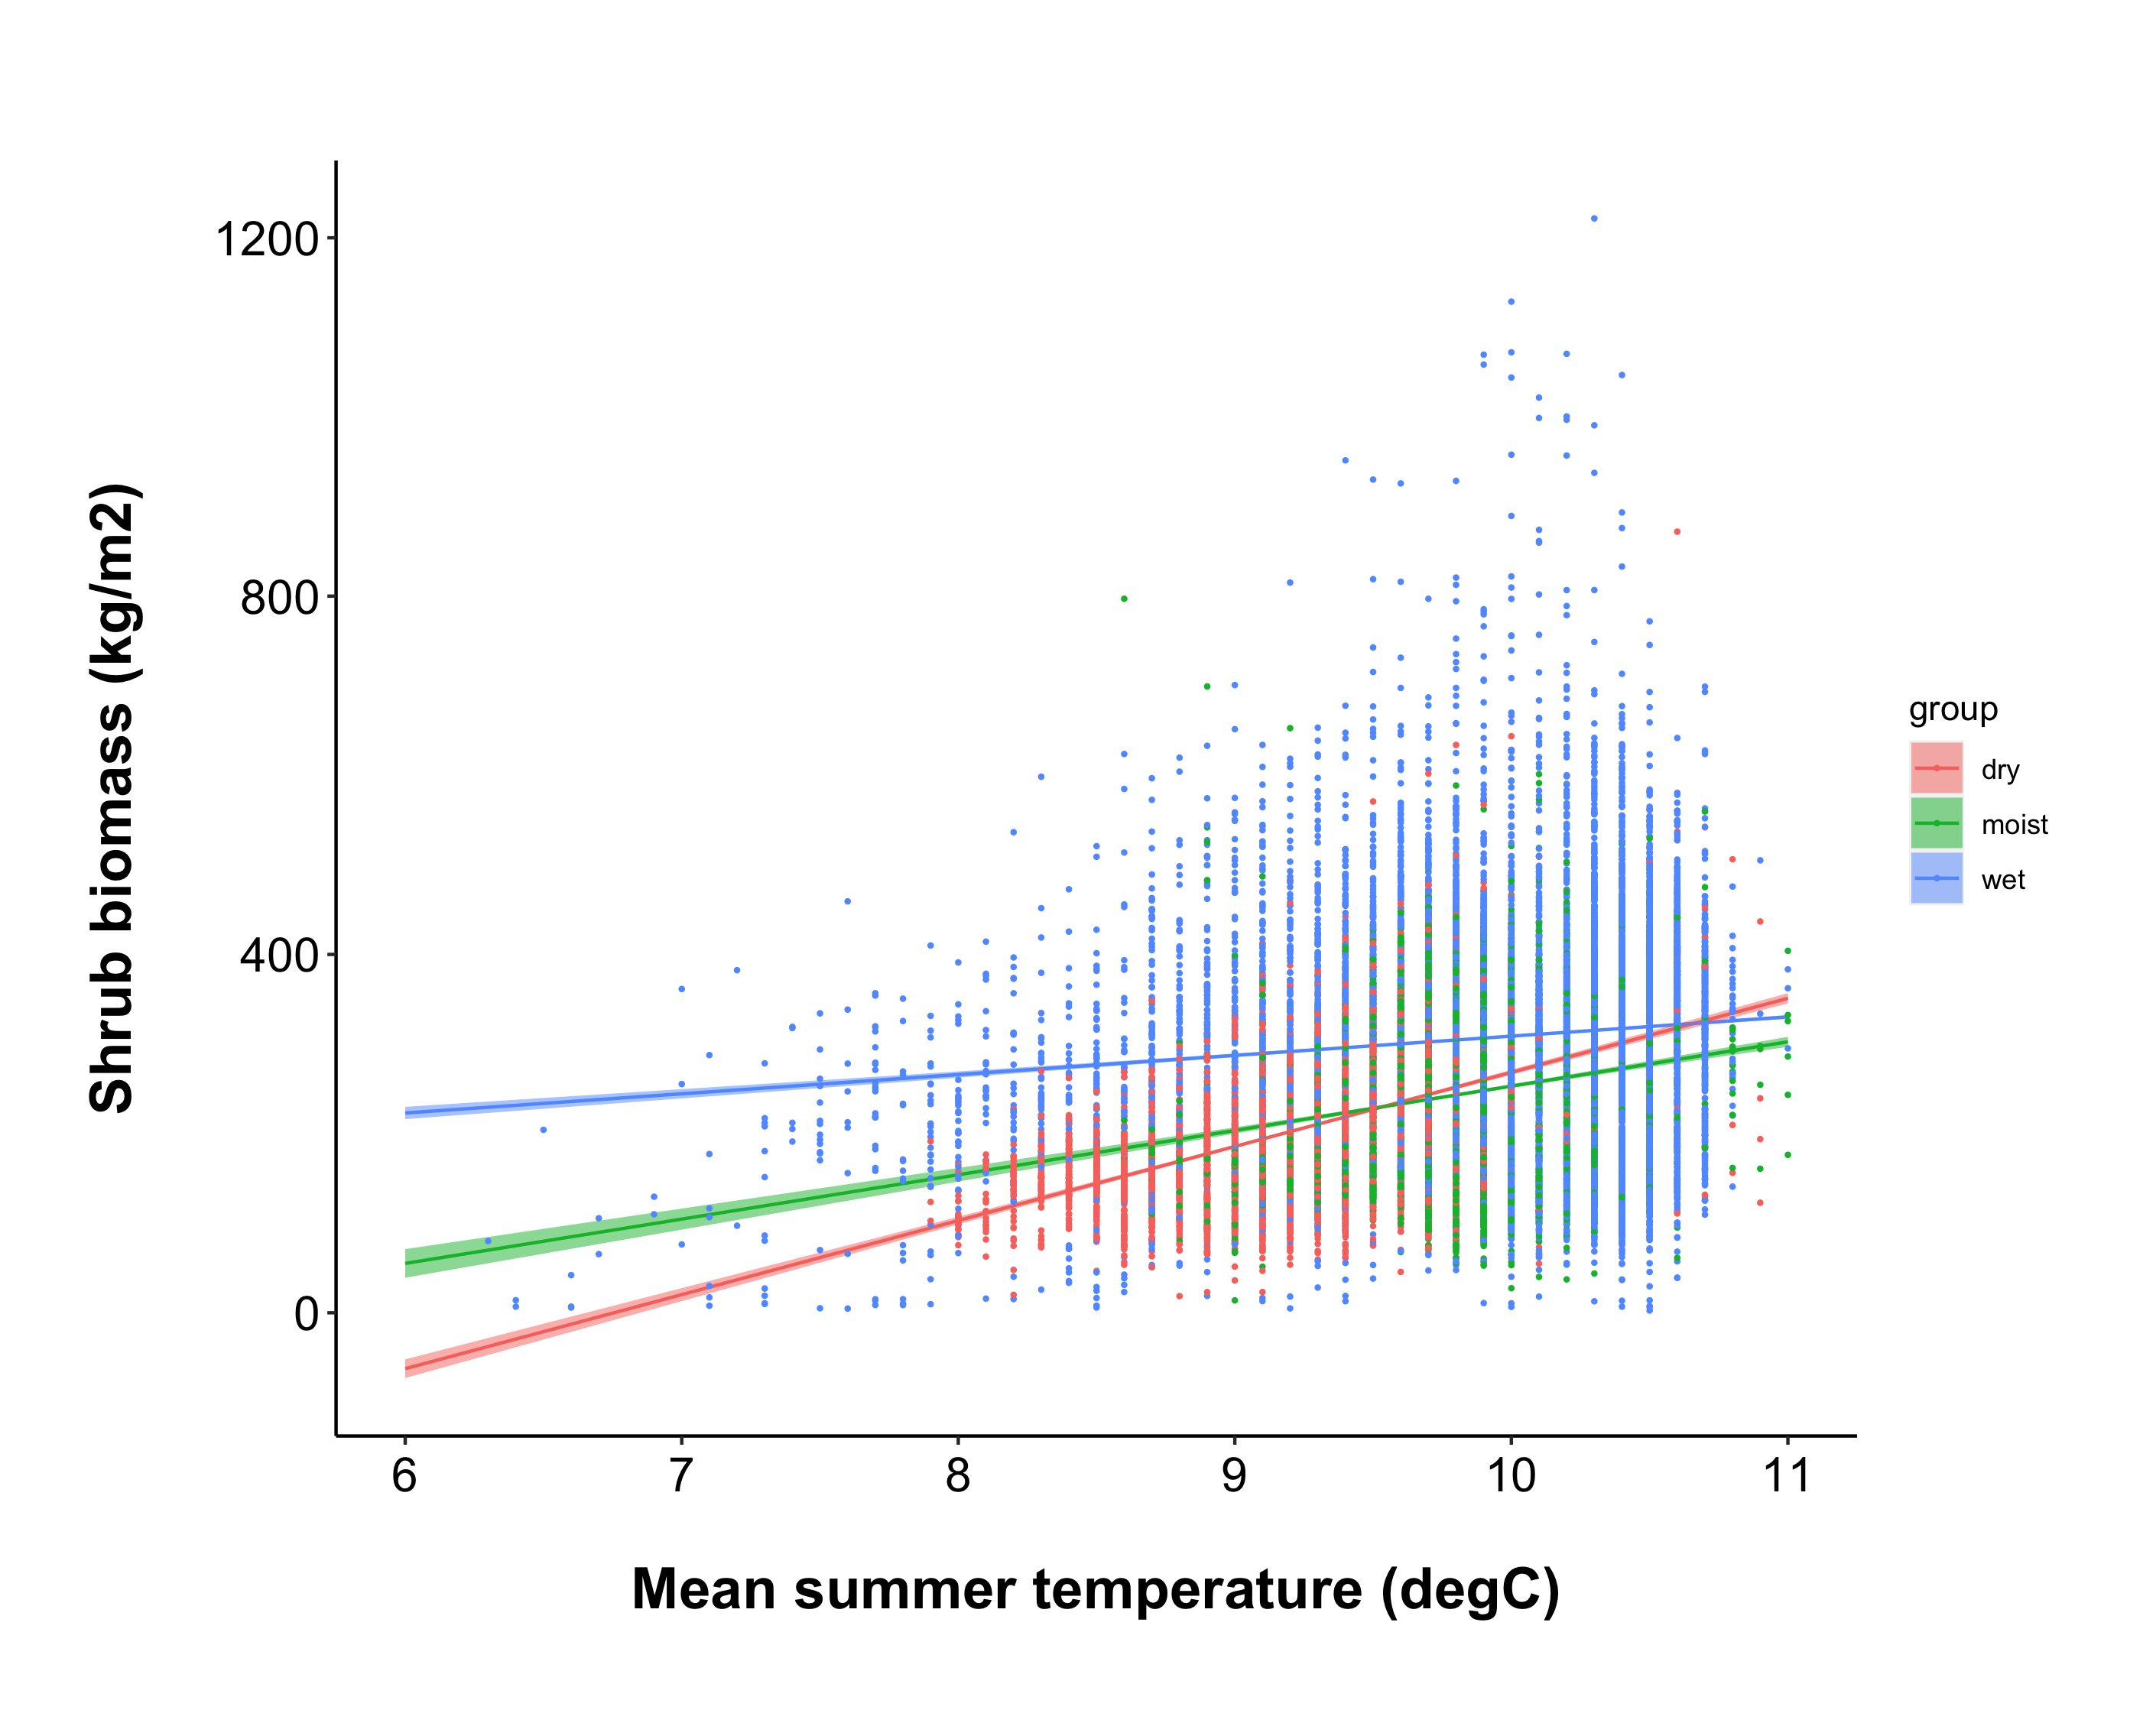 Shrub biomass (kg/m2)
1200
800
400
0
6 7 8 9 10 11
Mean summer temperature (degC)
group
dry
moist
wet